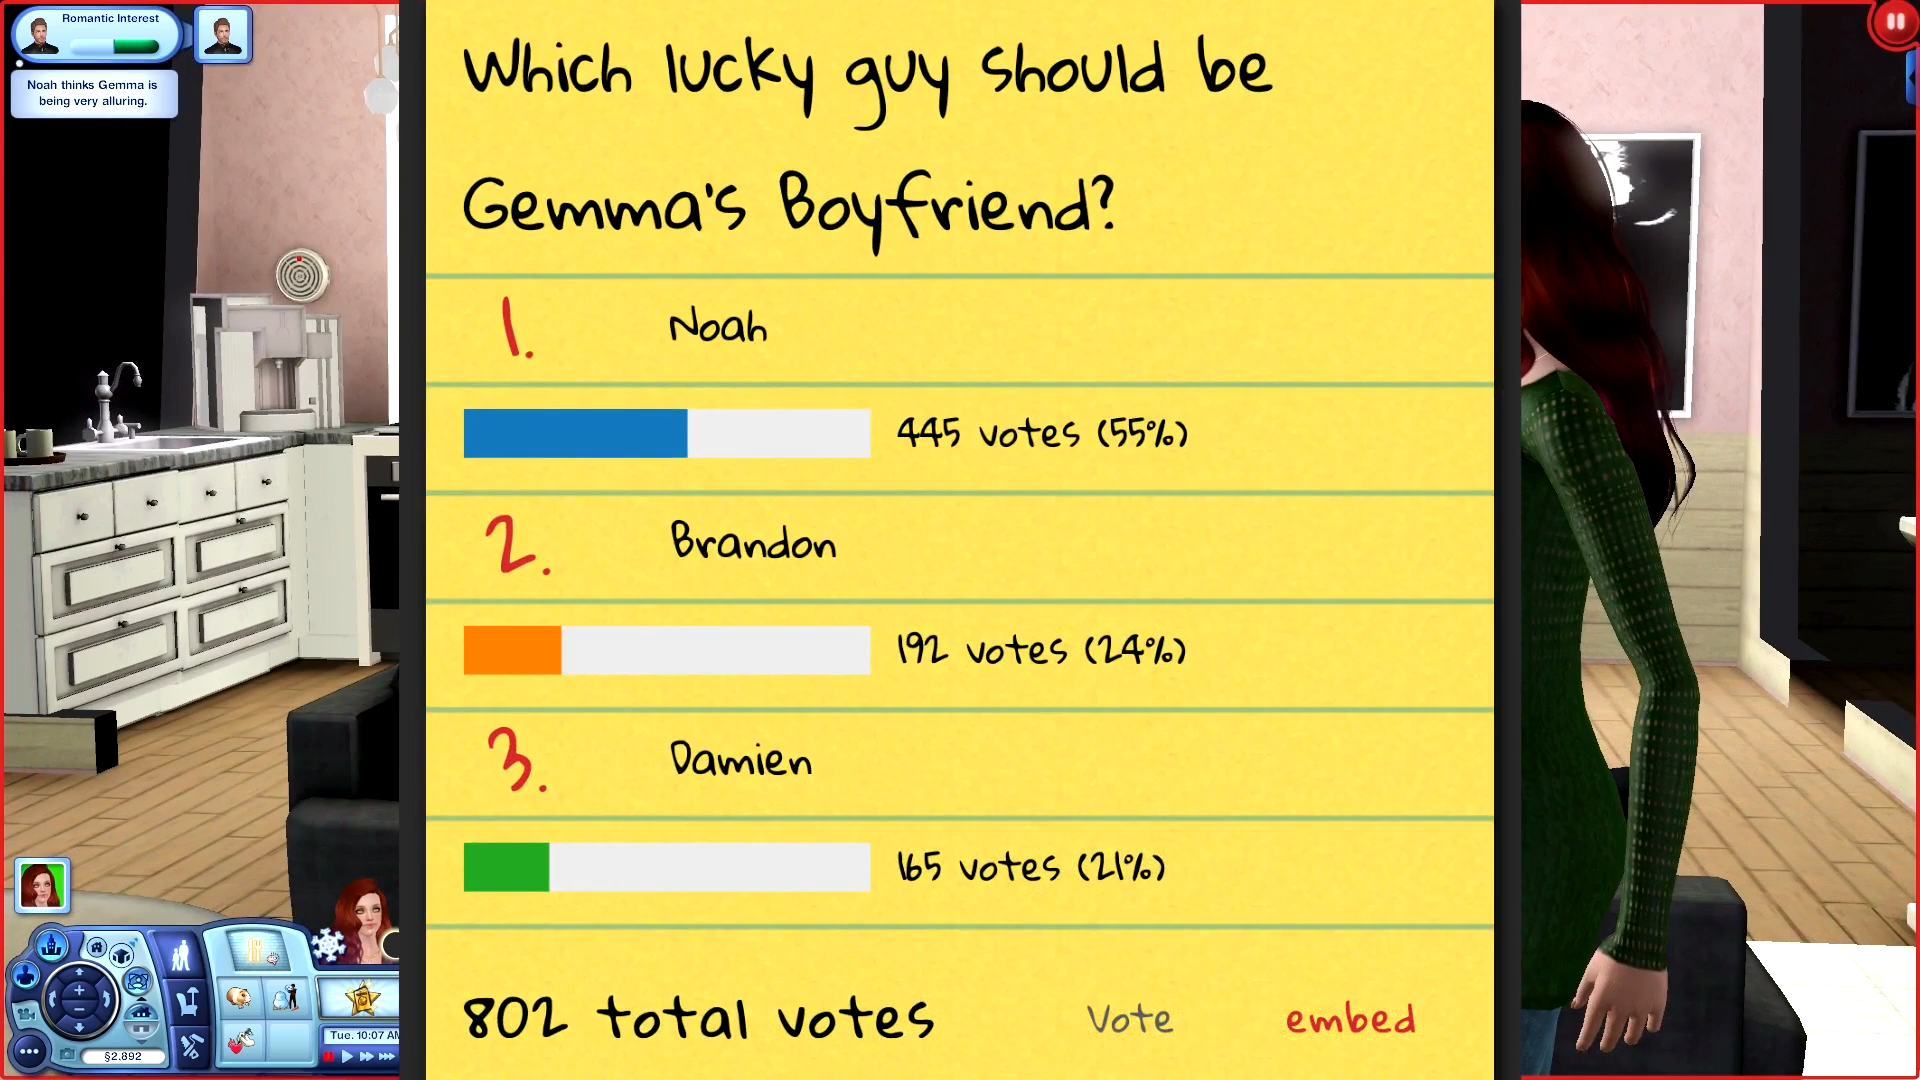 Romantic Interest
Noah thinks Gemma is
being very alluring.
Which lucky guy should be
Gemma's Boyfriend?
1. Noah
445 votes (55%)
2. Brandon
192 votes (24%)
3. Damien
165 votes (21%)
802 total votes Vote embed
Tue. 10:07 AM
§2,892